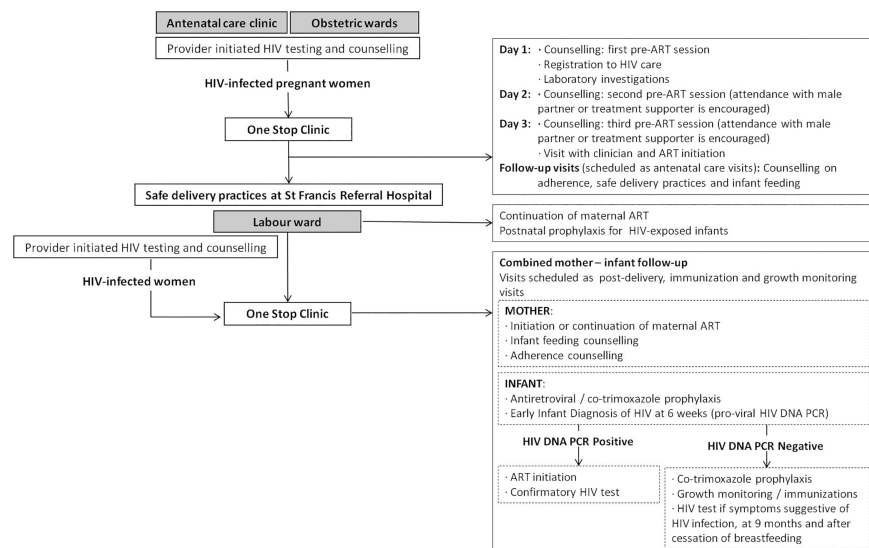 Antenatal care clinic
Obstetric wards
Provider initiated HIV testing and counselling
HIV-infected pregnant women
One Stop Clinic
Day 1: · Counselling: first pre-ART session
· Registration to HIV care
· Laboratory investigations
Day 2: · Counselling: second pre-ART session (attendance with male
partner or treatment supporter is encouraged)
Day 3: · Counselling: third pre-ART session (attendance with male
partner or treatment supporter is encouraged)
· Visit with clinician and ART initiation
Follow-up visits (scheduled as antenatal care visits): Counselling on
adherence, safe delivery practices and infant feeding
Safe delivery practices at St Francis Referral Hospital
Labour ward
Continuation of maternal ART
Postnatal prophylaxis for HIV-exposed infants
Provider initiated HIV testing and counselling
HIV-infected women
One Stop Clinic
Combined mother – infant follow-up
Visits scheduled as post-delivery, immunization and growth monitoring
visits
MOTHER:
· Initiation or continuation of maternal ART
· Infant feeding counselling
· Adherence counselling
INFANT:
· Antiretroviral / co-trimoxazole prophylaxis
· Early Infant Diagnosis of HIV at 6 weeks (pro-viral HIV DNA PCR)
HIV DNA PCR Positive
HIV DNA PCR Negative
· ART initiation
· Confirmatory HIV test
· Co-trimoxazole prophylaxis
· Growth monitoring / immunizations
· HIV test if symptoms suggestive of
HIV infection, at 9 months and after
cessation of breastfeeding